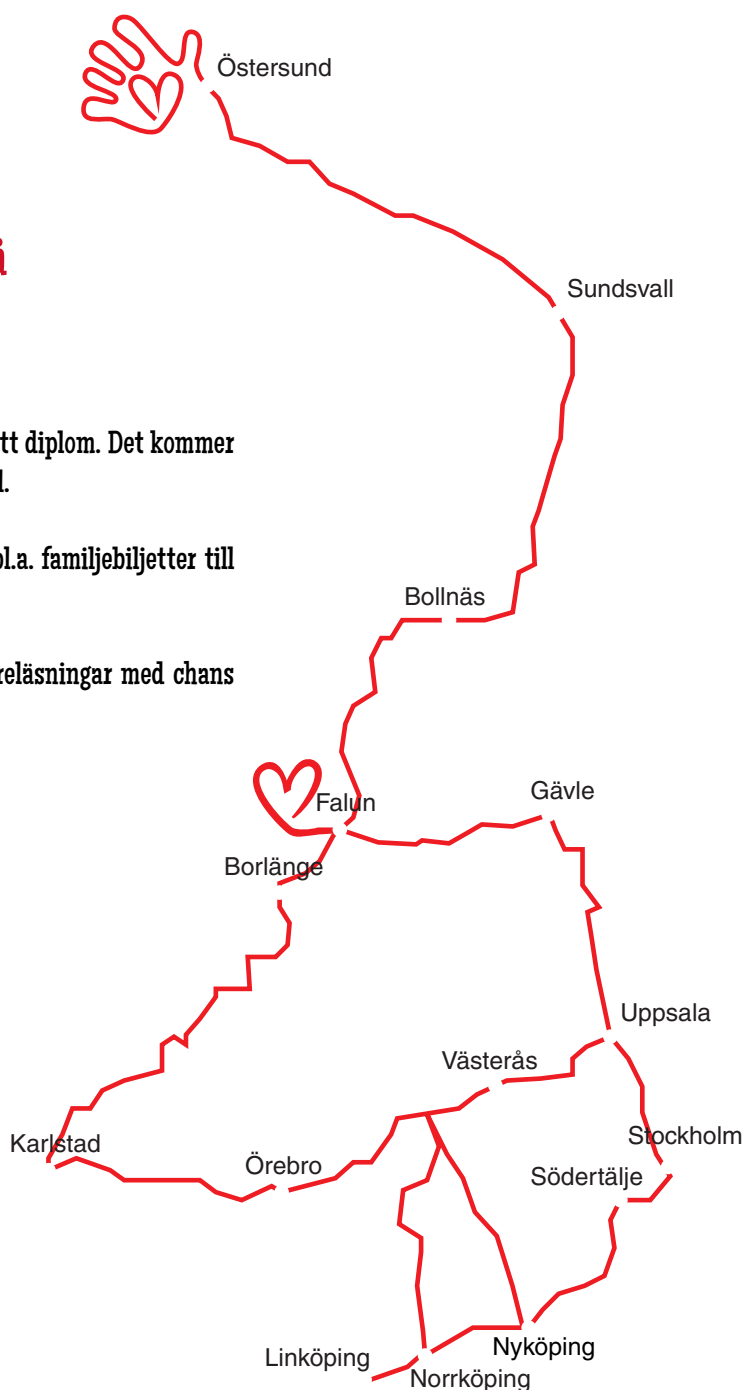 Östersund
Sundsvall
tt diplom. Det kommer
l.
l.a. familjebiljetter till
Bollnäs
reläsningar med chans
Gävle
Falun
Borlänge
Uppsala
Västerås
Stockholm
Karlstad
Örebro
Södertälje
Nyköping
Linköping
Norrköping